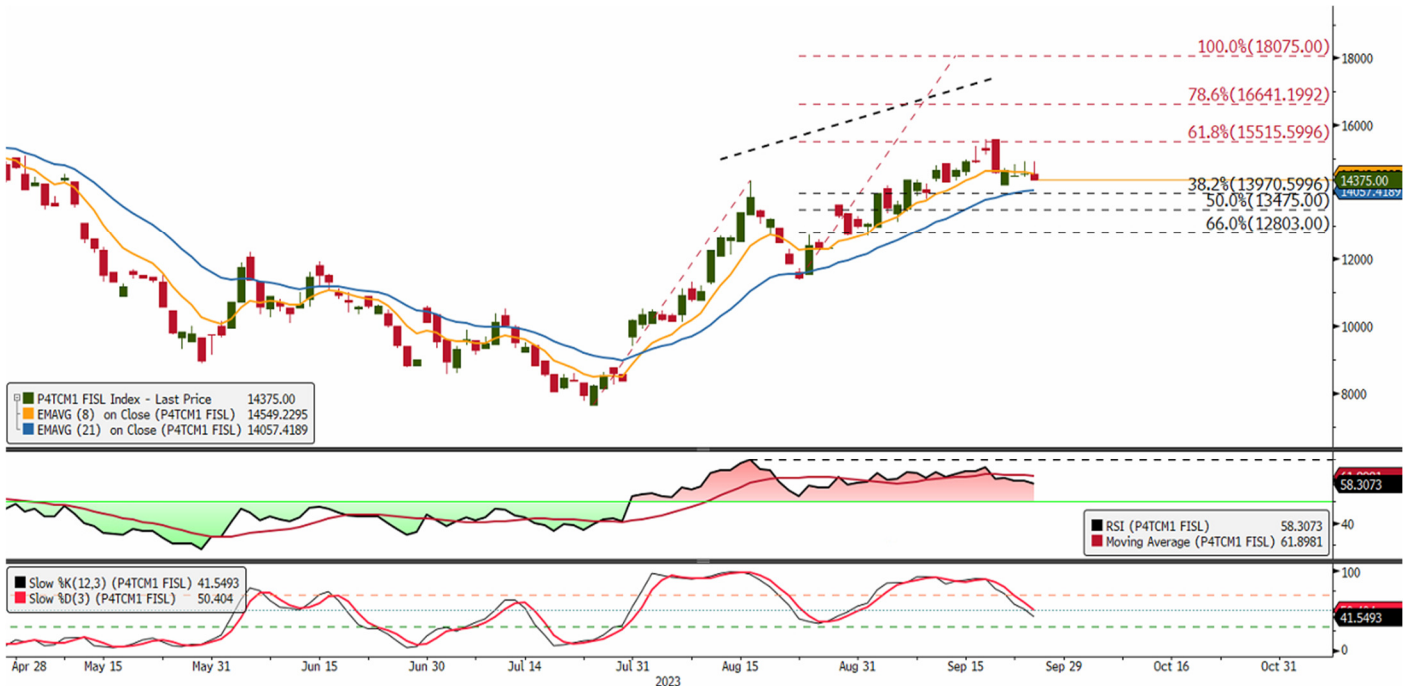 100.0%(18075.00)
18000
78.6%(16641.1992)
16000
61.8%(15515.5996)
38.2%(13970.5996)
14375.00
14057.4189
50.0%(13475.00)
66.0%(12803.00)
12000
10000
8000
P4TCM1 FISL Index - Last Price 14375.00
EMAVG (8) on Close (P4TCM1 FISL) 14549.2295
EMAVG (21) on Close (P4TCM1 FISL) 14057.4189
58.3073
40
RSI (P4TCM1 FISL) 58.3073
Moving Average (P4TCM1 FISL) 61.8981
Slow %K(12,3) (P4TCM1 FISL) 41.5493
Slow %D(3) (P4TCM1 FISL) 50.404
100
41.5493
0
Apr 28 May 15 May 31 Jun 15 Jun 30 Jul 14 Jul 31 Aug 15 Aug 31 Sep 15 Sep 29 Oct 16 Oct 31
2023